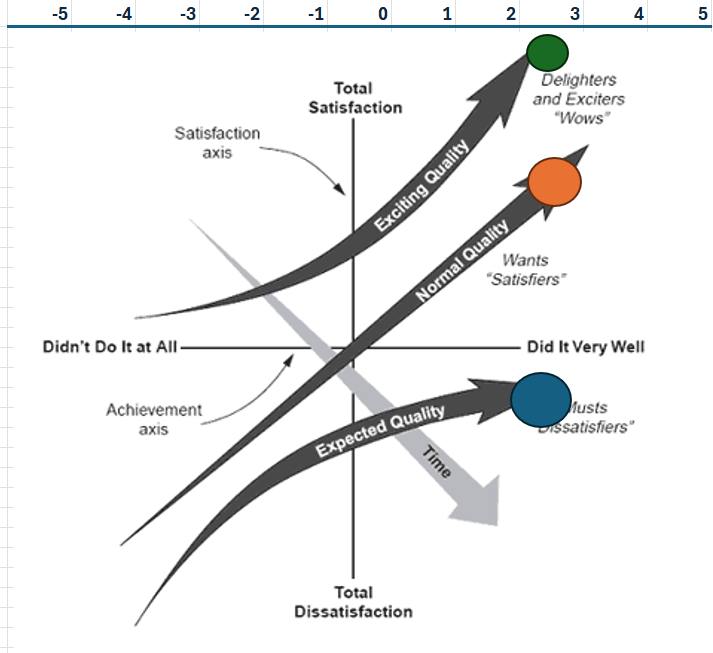 -5 -4 -3 -2 -1 0 1 2 3 4 5
Total
Satisfaction
Satisfaction
axis
Delighters
and Exciters
“Wows”
Exciting Quality
Normal Quality
Wants
“Satisfiers”
Didn’t Do It at All
Did It Very Well
Achievement
axis
Expected Quality
Musts
Dissatisfiers”
Time
Total
Dissatisfaction